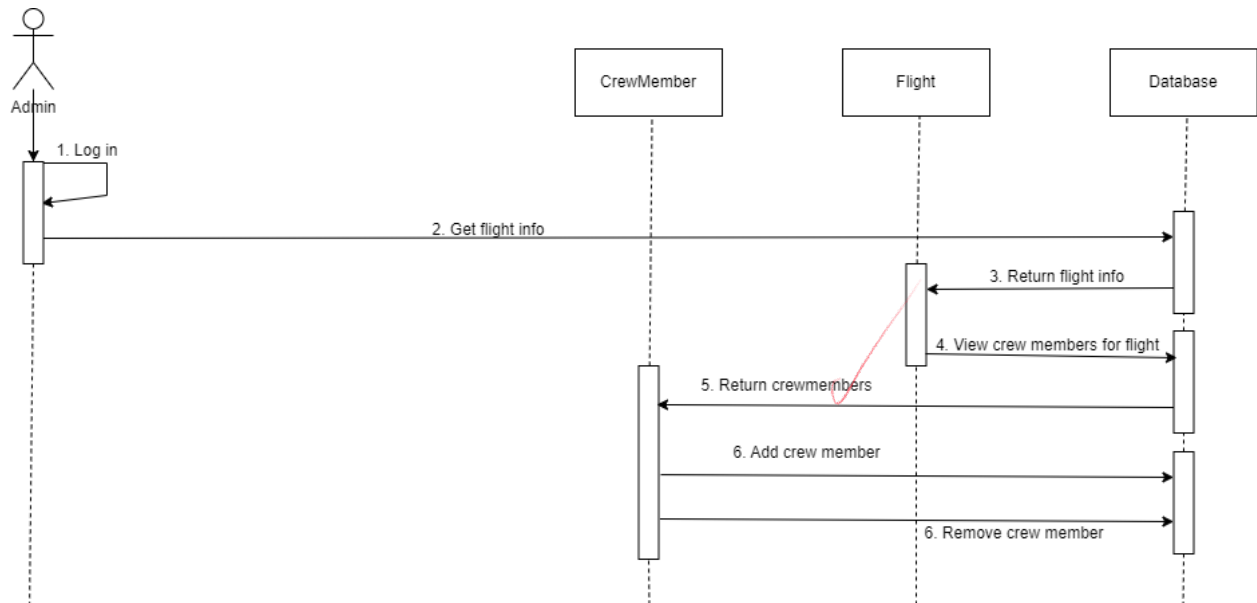 Admin
CrewMember
Flight
Database
1. Log in
2. Get flight info
3. Return flight info
4. View crew members for flight
5. Return crewmembers
6. Add crew member
6. Remove crew member